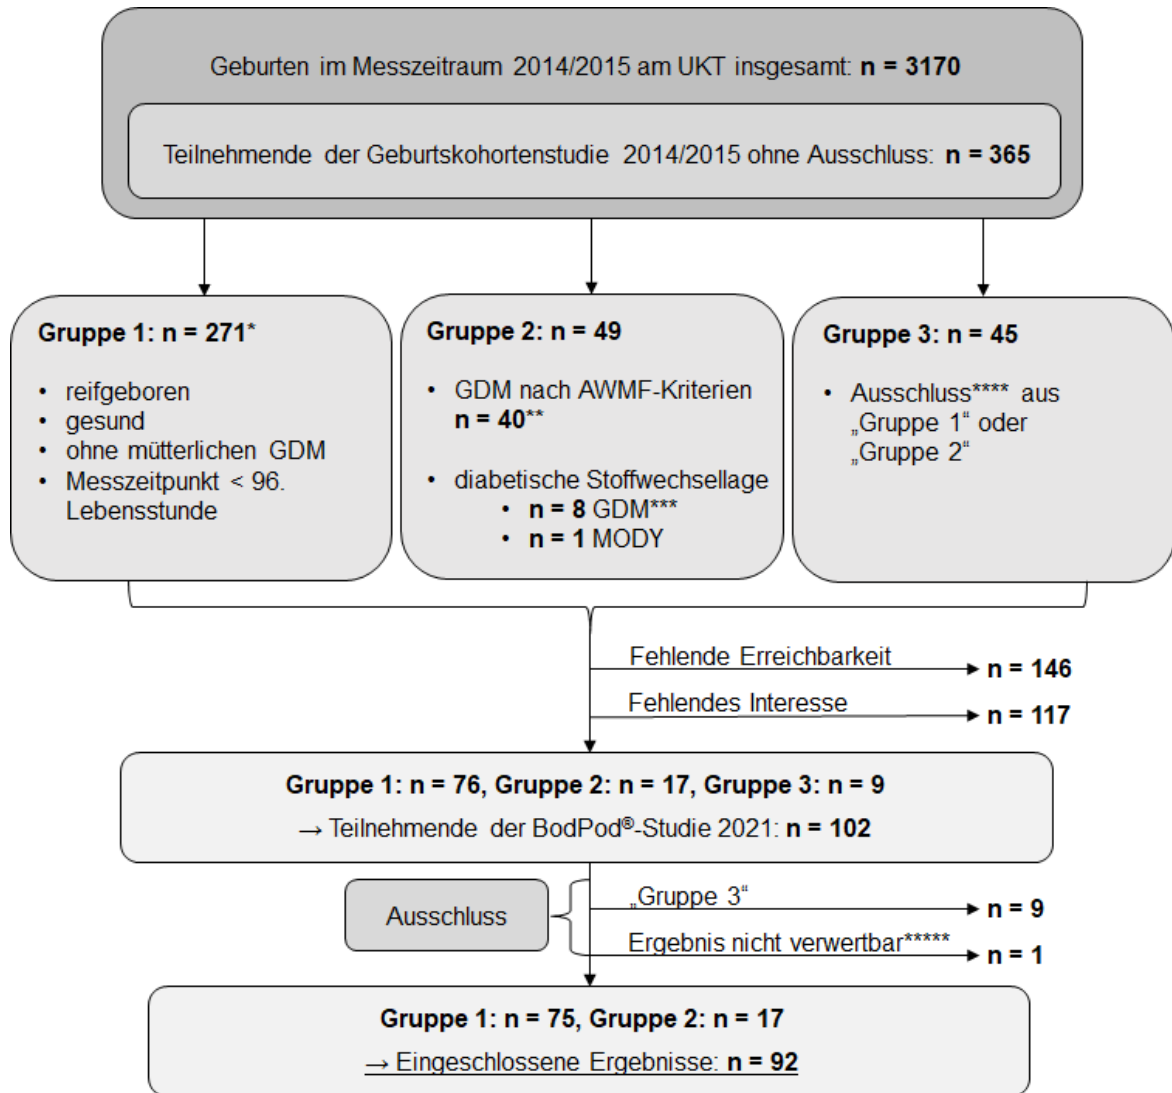 Geburten im Messzeitraum 2014/2015 am UKT insgesamt: n = 3170
Teilnehmende der Geburtskohortenstudie 2014/2015 ohne Ausschluss: n = 365
Gruppe 1: n = 271*
• reifgeboren
• gesund
• ohne mütterlichen GDM
• Messzeitpunkt < 96.
Lebensstunde
Gruppe 2: n = 49
• GDM nach AWMF-Kriterien
n = 40**
• diabetische Stoffwechsellage
• n = 8 GDM***
• n = 1 MODY
Gruppe 3: n = 45
• Ausschluss**** aus
„Gruppe 1“ oder
„Gruppe 2“
Fehlende Erreichbarkeit
n = 146
Fehlendes Interesse
n = 117
Gruppe 1: n = 76, Gruppe 2: n = 17, Gruppe 3: n = 9
→ Teilnehmende der BodPod®-Studie 2021: n = 102
Ausschluss
„Gruppe 3“
n = 9
Ergebnis nicht verwertbar*****
n = 1
Gruppe 1: n = 75, Gruppe 2: n = 17
→ Eingeschlossene Ergebnisse: n = 92